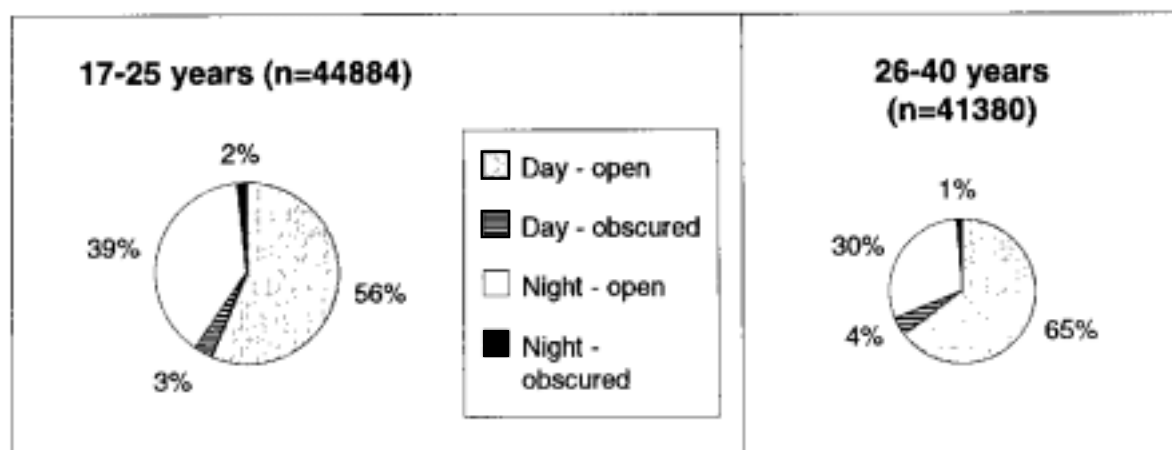 17-25 years (n=44884)
2%
39%
56%
3%
Day - open
Day - obscured
Night - open
Night -
obscured
26-40 years
(n=41380)
1%
30%
4%
65%